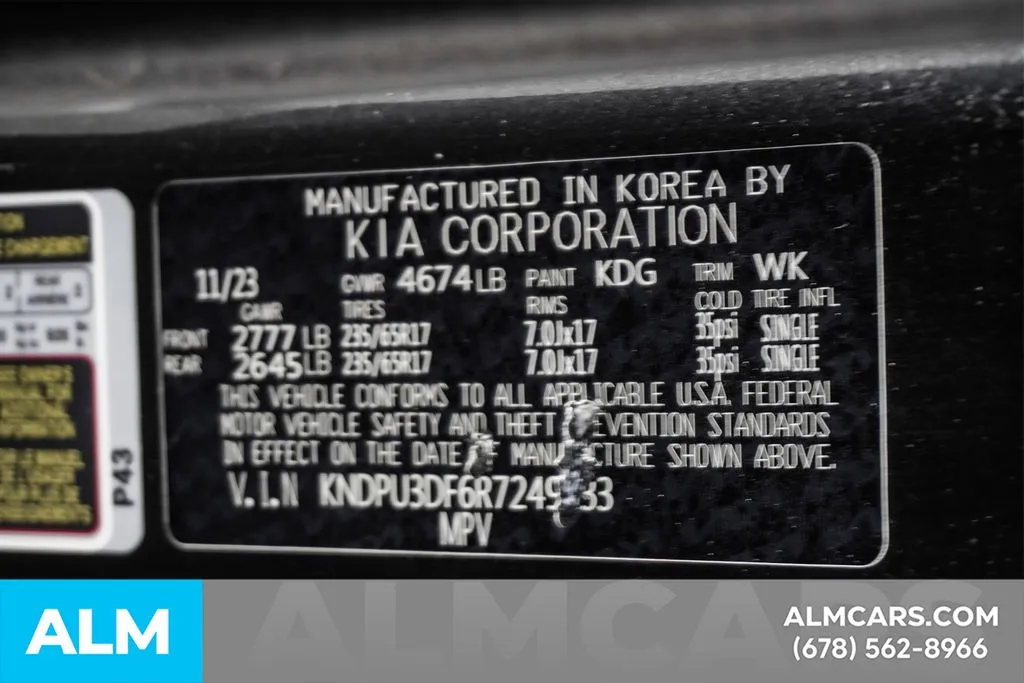 MANUFACTURED IN KOREA BY
KIA CORPORATION
11/23 GVWR 4674 LB PAINT KDG TRIM WK
GAWR TIRES RIMS COLD TIRE INFL
FRONT 2777 LB 235/65R17 7.0Jx17 35psi SINGLE
REAR 2645 LB 235/65R17 7.0Jx17 35psi SINGLE
THIS VEHICLE CONFORMS TO ALL APPLICABLE U.S.A. FEDERAL
MOTOR VEHICLE SAFETY AND THEFT EVENTION STANDARDS
IN EFFECT ON THE DATE MANU CTURE SHOWN ABOVE.
V.I.N KNDPU3DF6R7249 33
MPV
P43
ALM
ALMCARS
ALMCARS.COM
(678) 562-8966